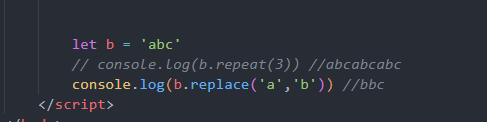 let b = 'abc'
// console.log(b.repeat(3)) //abcabcabc
console.log(b.replace('a','b')) //bbc
</script>